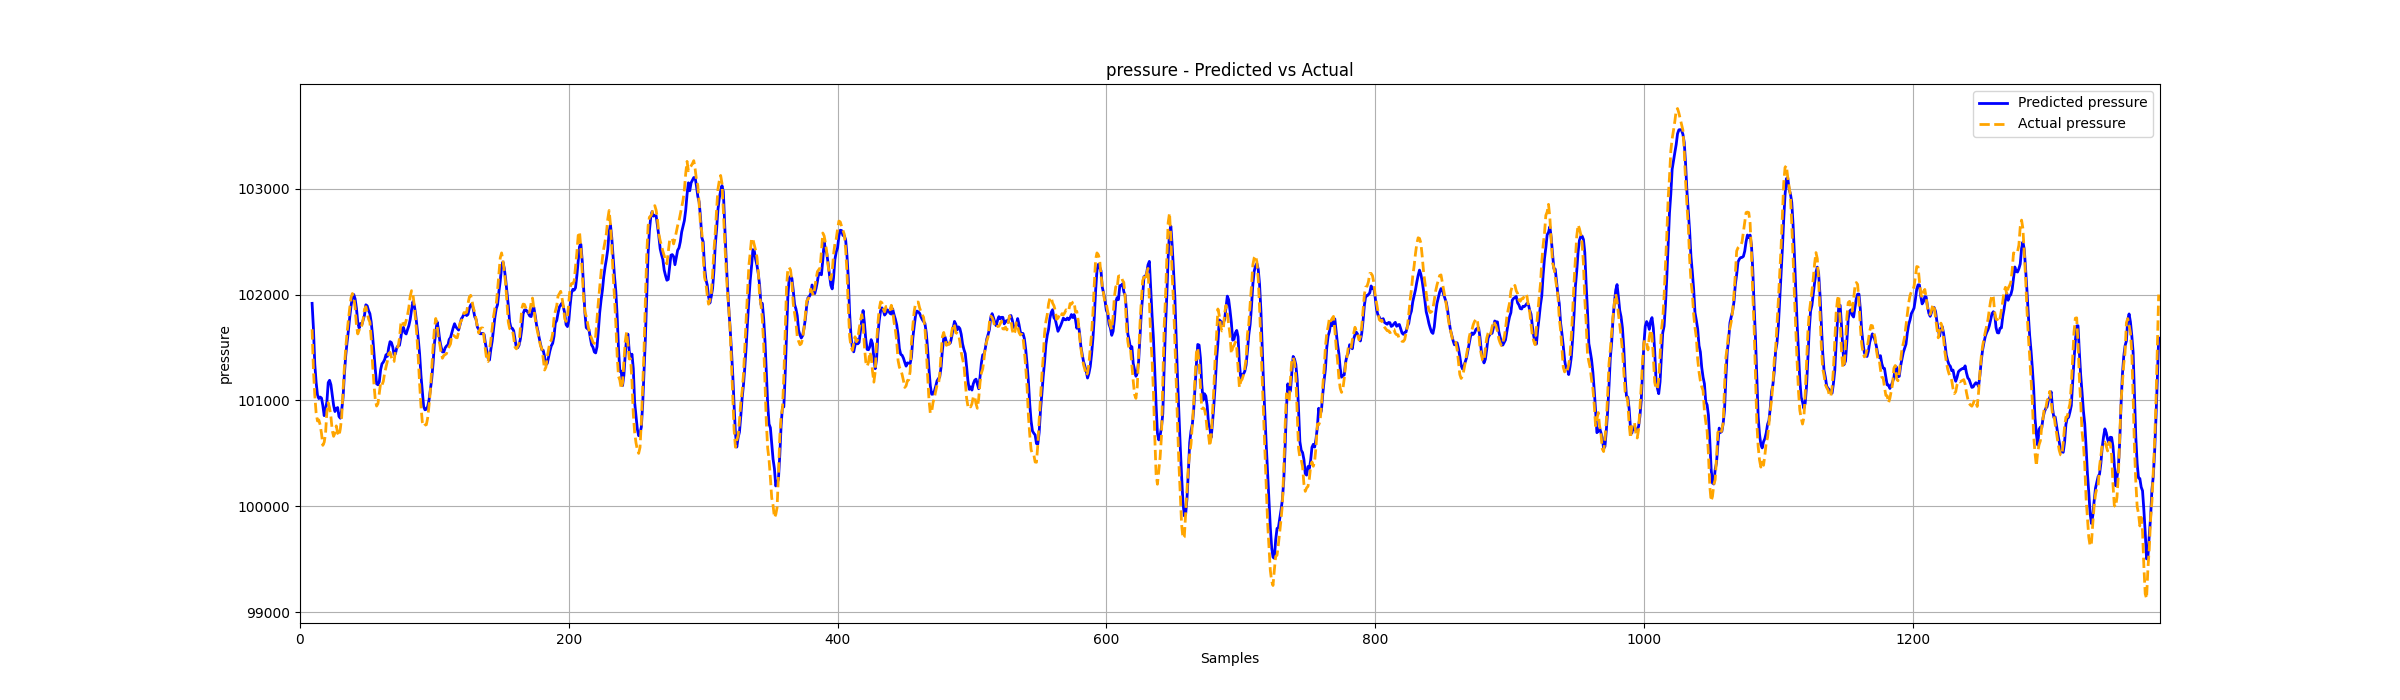 pressure - Predicted vs Actual
Predicted pressure
Actual pressure
pressure
103000
102000
101000
100000
99000
0 200 400 600 800 1000 1200
Samples